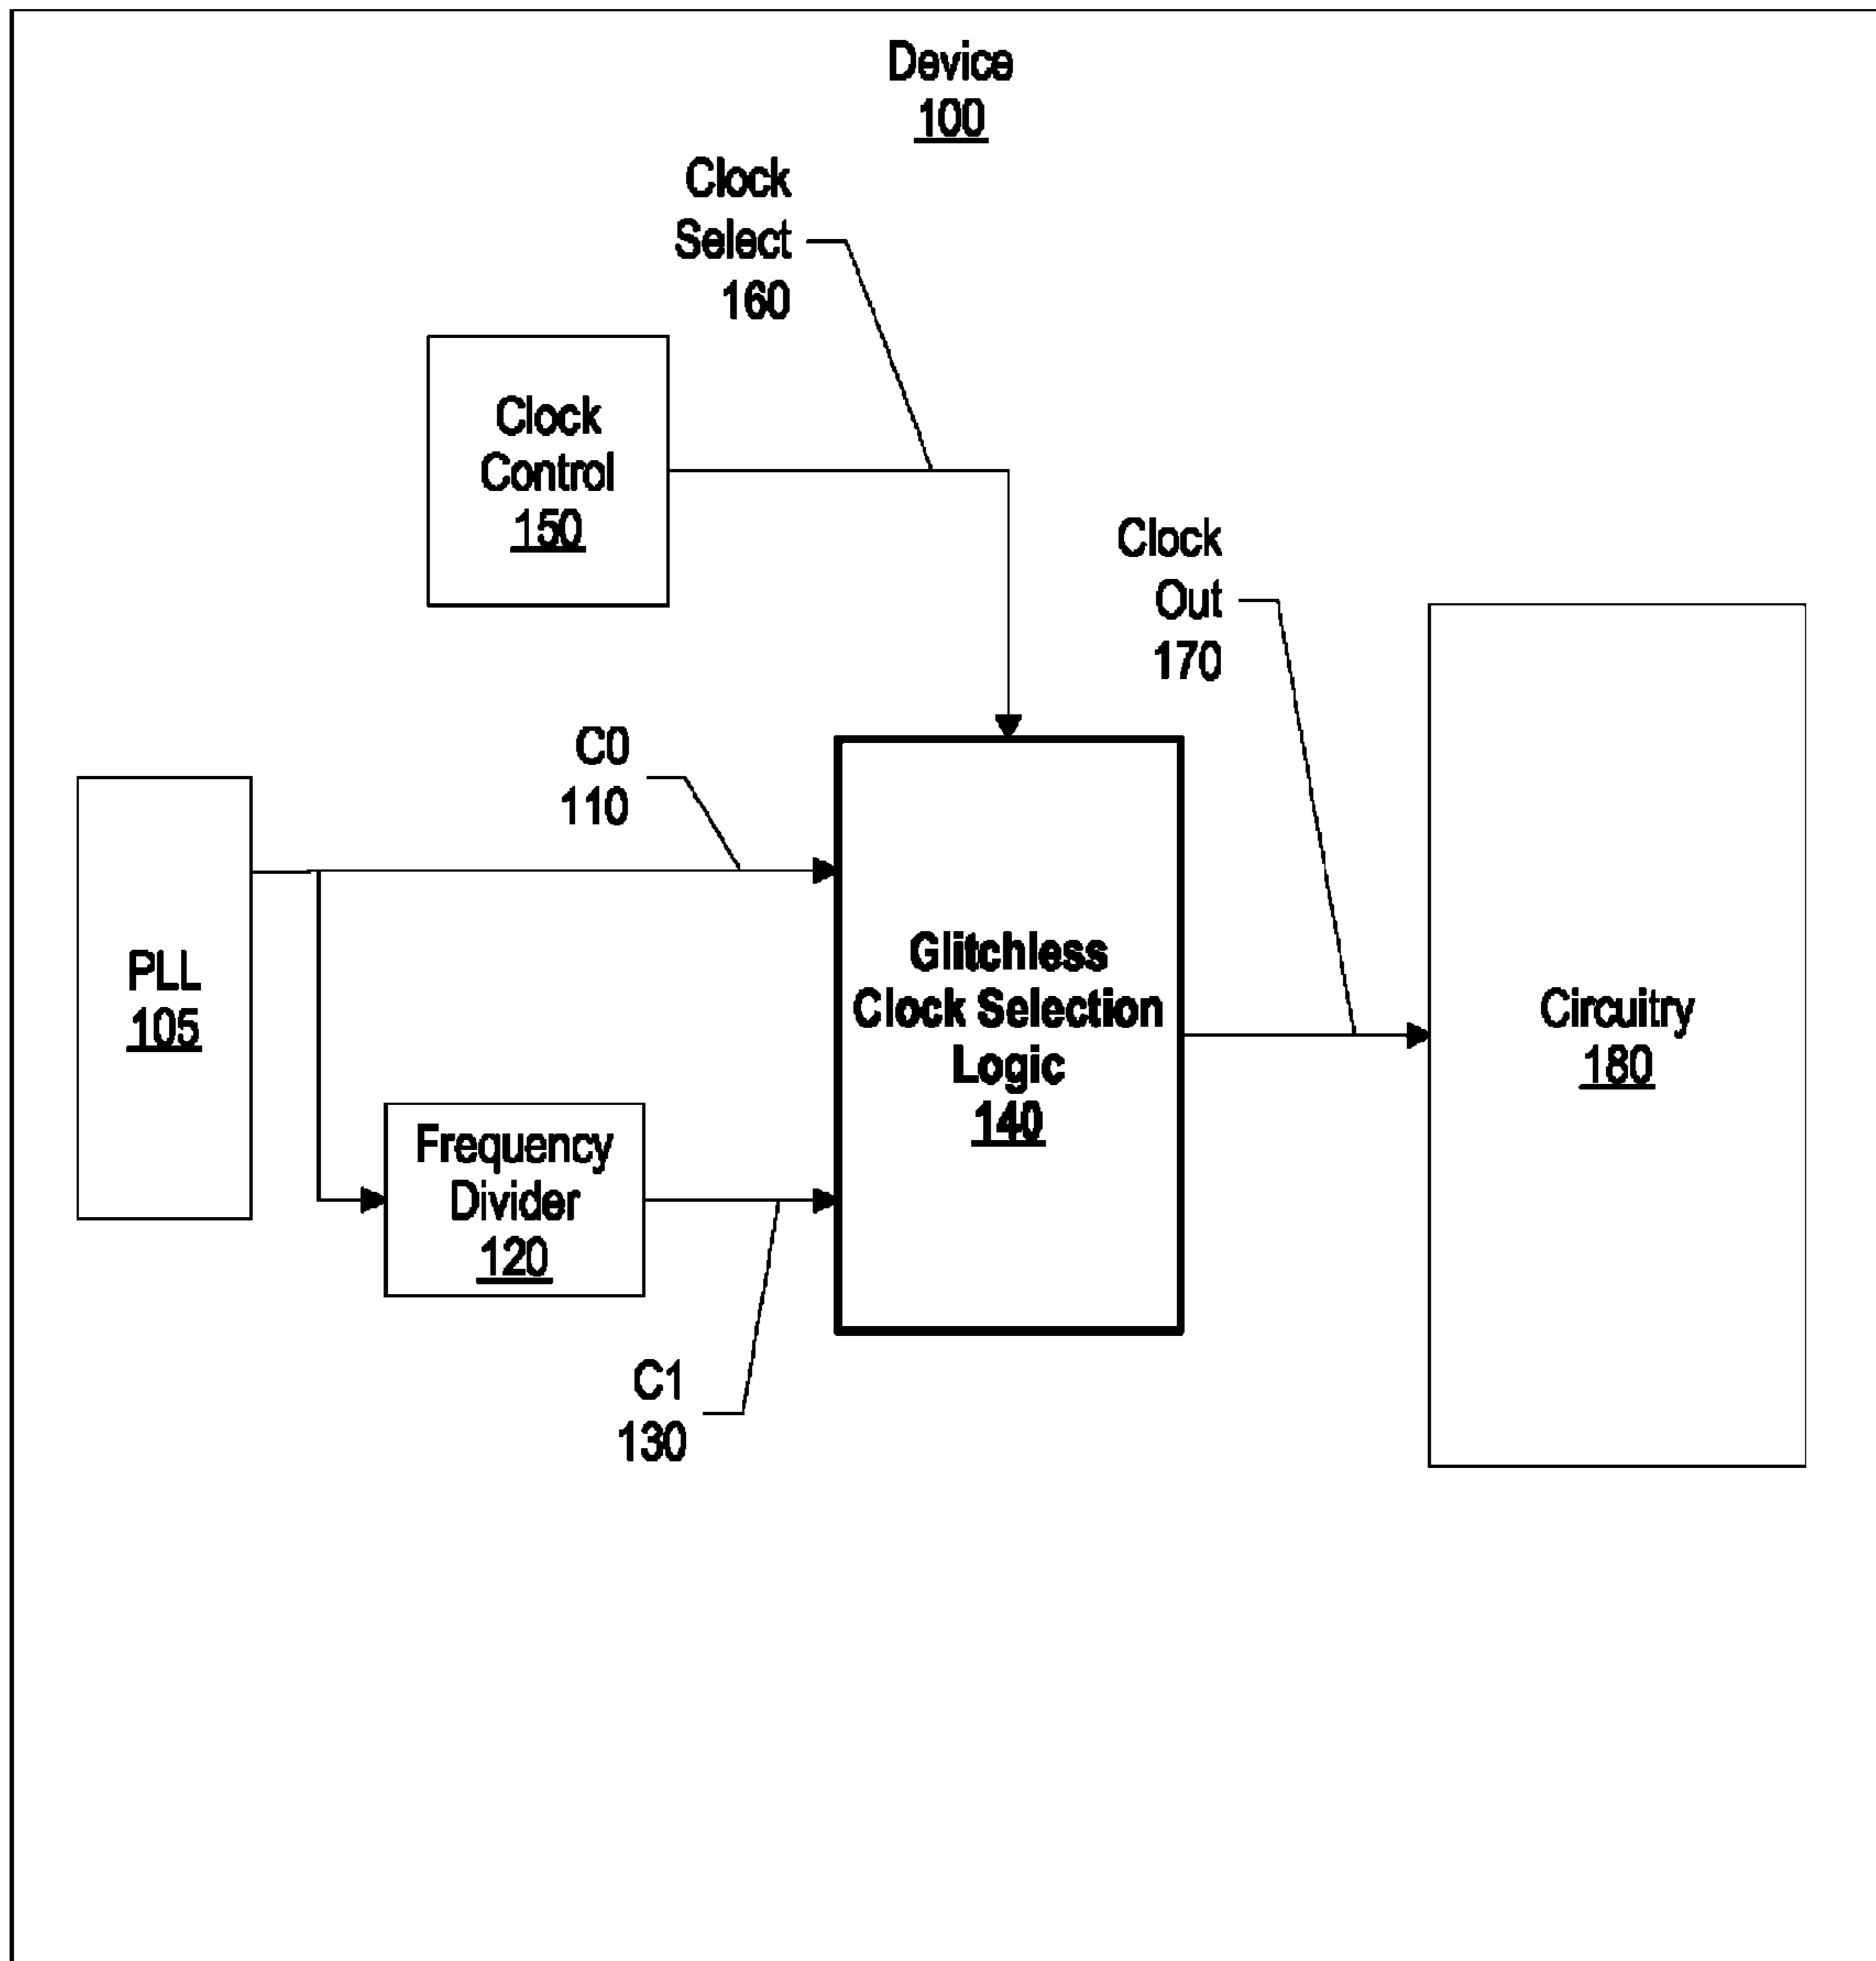 Device
100
Clock
Select
160
Clock
Control
150
Clock
Out
170
C0
110
PLL
105
Glitchless
Clock Selection
Logic
140
Circuitry
180
Frequency
Divider
120
C1
130